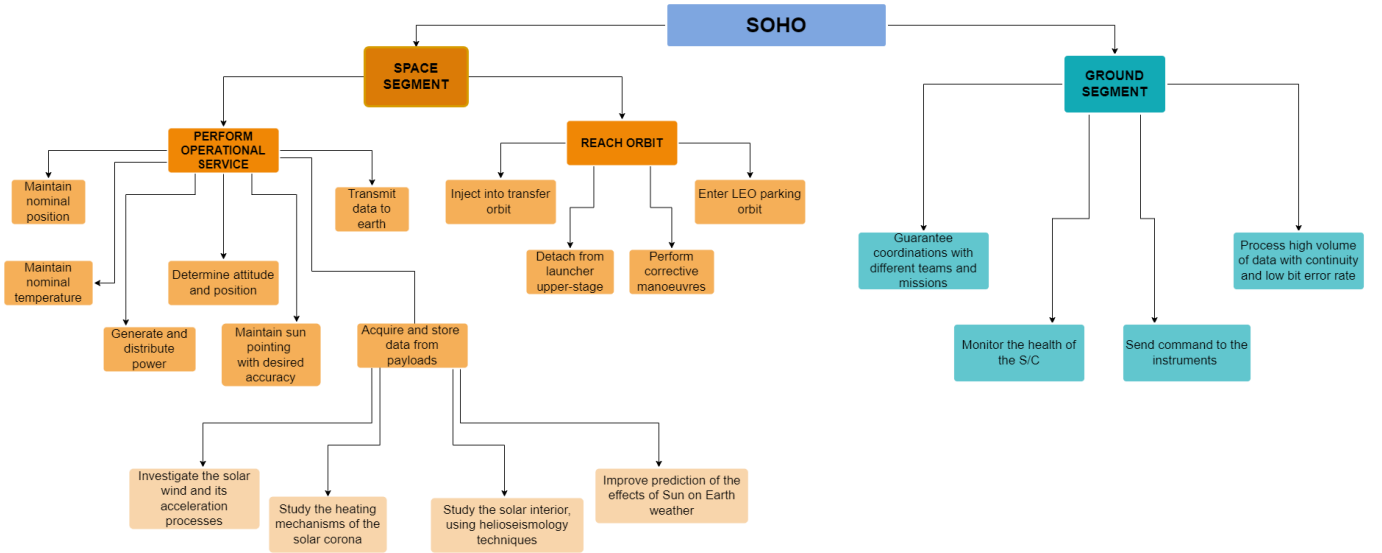 SOHO
SPACE
SEGMENT
GROUND
SEGMENT
PERFORM
OPERATIONAL
SERVICE
REACH ORBIT
Maintain
nominal
position
Transmit
data to
earth
Inject into transfer
orbit
Enter LEO parking
orbit
Maintain
nominal
temperature
Determine attitude
and position
Detach from
launcher
upper-stage
Perform
corrective
manoeuvres
Guarantee
coordinations with
different teams and
missions
Process high volume
of data with continuity
and low bit error rate
Generate and
distribute
power
Maintain sun
pointing
with desired
accuracy
Acquire and store
data from
payloads
Monitor the health of
the S/C
Send command to the
instruments
Investigate the solar
wind and its
acceleration
processes
Study the heating
mechanisms of the
solar corona
Study the solar interior,
using helioseismology
techniques
Improve prediction of the
effects of Sun on Earth
weather